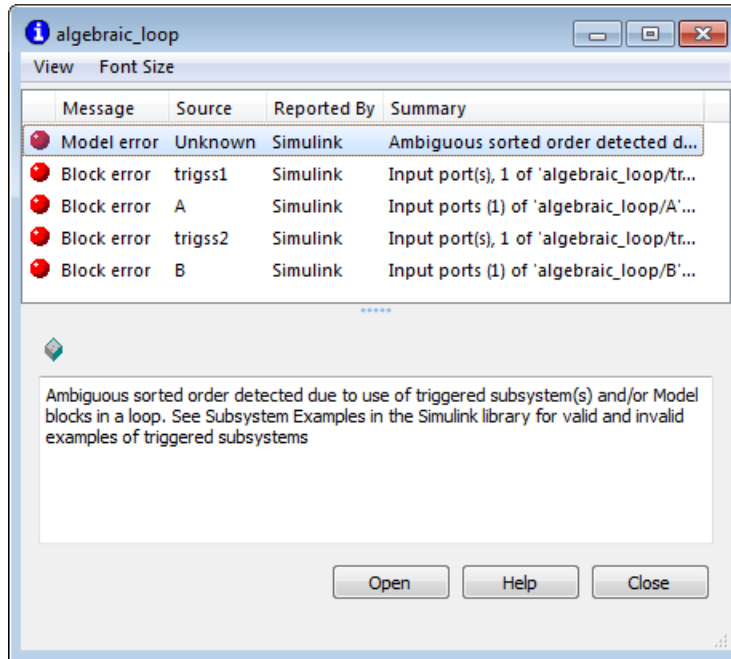 algebraic_loop
View Font Size
Message Source Reported By Summary
Model error Unknown Simulink Ambiguous sorted order detected d...
Block error trigss1 Simulink Input port(s), 1 of 'algebraic_loop/tr...
Block error A Simulink Input ports (1) of 'algebraic_loop/A'...
Block error trigss2 Simulink Input port(s), 1 of 'algebraic_loop/tr...
Block error B Simulink Input ports (1) of 'algebraic_loop/B'...
Ambiguous sorted order detected due to use of triggered subsystem(s) and/or Model
blocks in a loop. See Subsystem Examples in the Simulink library for valid and invalid
examples of triggered subsystems
Open Help Close